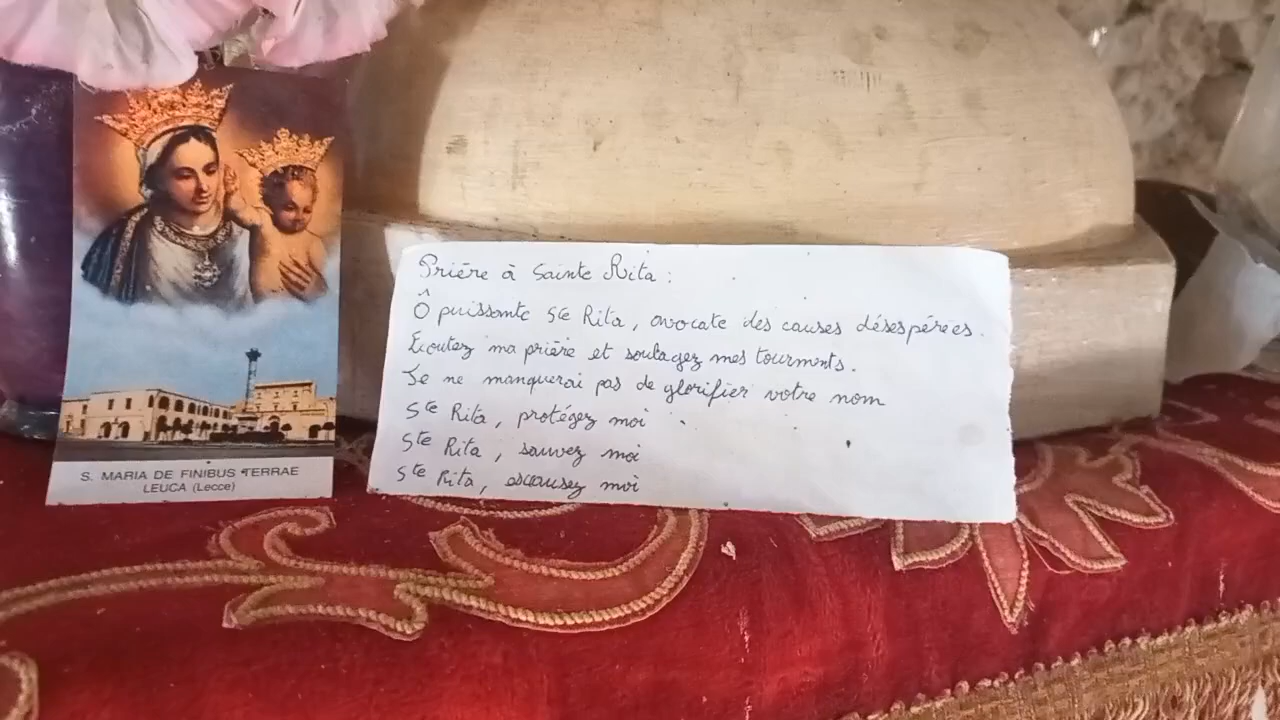 Prière à Sainte Rita :
Ô puissante Ste Rita, avocate des causes désespérées.
Écoutez ma prière et soulagez mes tourments.
Je ne manquerai pas de glorifier votre nom
Ste Rita, protégez moi
Ste Rita, sauvez moi
Ste Rita, moi
S. MARIA DE FINIBUS TERRAE
LEUCA (Lecce)